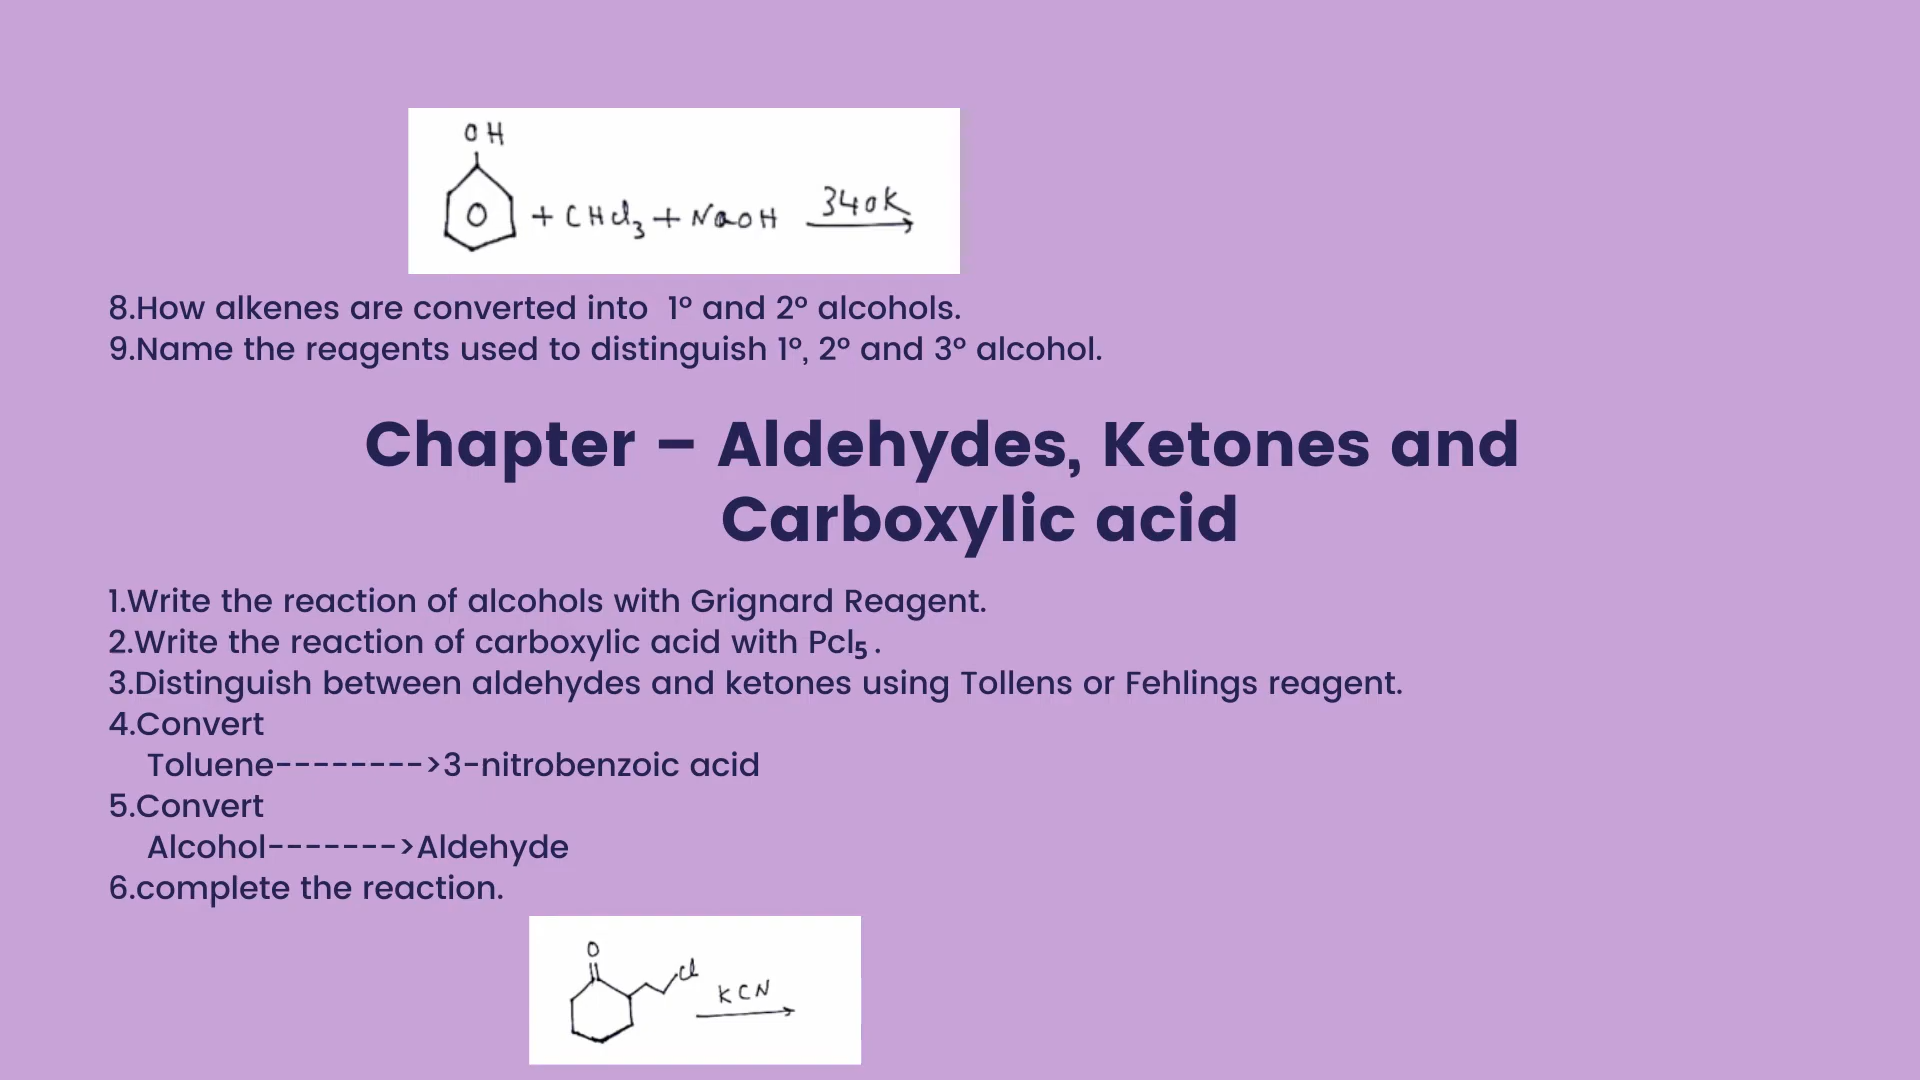 OH
+ CHCl₃ + NaOH 340K
8.How alkenes are converted into 1° and 2° alcohols.
9.Name the reagents used to distinguish 1°, 2° and 3° alcohol.
Chapter – Aldehydes, Ketones and
Carboxylic acid
1.Write the reaction of alcohols with Grignard Reagent.
2.Write the reaction of carboxylic acid with Pcl₅ .
3.Distinguish between aldehydes and ketones using Tollens or Fehlings reagent.
4.Convert
Toluene-------->3-nitrobenzoic acid
5.Convert
Alcohol------->Aldehyde
6.complete the reaction.
O
Cl
KCN